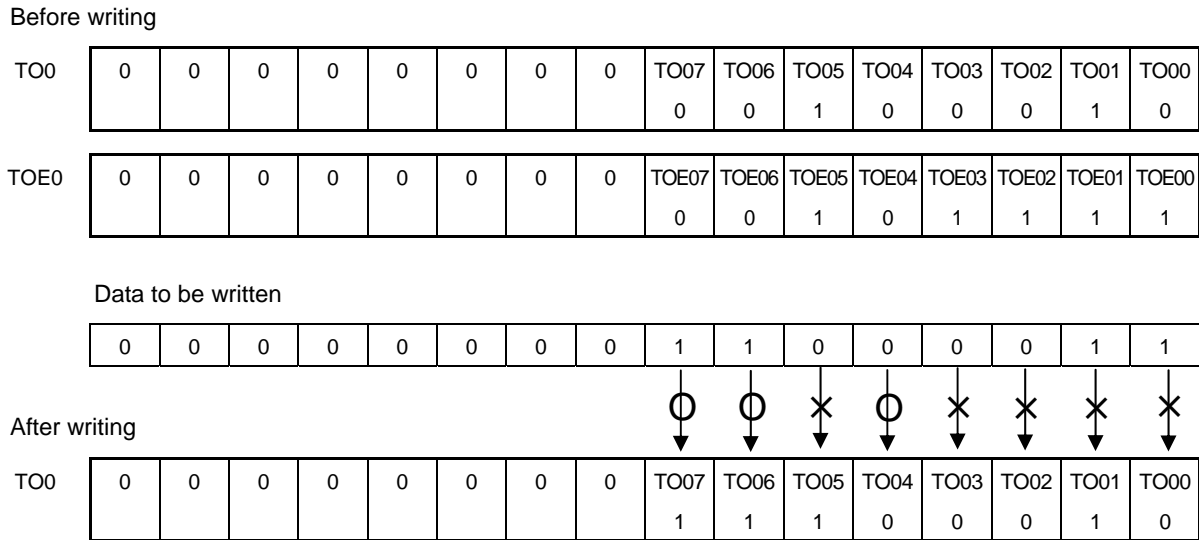 Before writing
TO0 0 0 0 0 0 0 0 0 TO07 TO06 TO05 TO04 TO03 TO02 TO01 TO00
0 0 1 0 0 0 1 0
TOE0 0 0 0 0 0 0 0 0 TOE07 TOE06 TOE05 TOE04 TOE03 TOE02 TOE01 TOE00
0 0 1 0 1 1 1 1
Data to be written
0 0 0 0 0 0 0 0 1 1 0 0 0 0 1 1
O O × O × × × ×
After writing
TO0 0 0 0 0 0 0 0 0 TO07 TO06 TO05 TO04 TO03 TO02 TO01 TO00
1 1 1 0 0 0 1 0